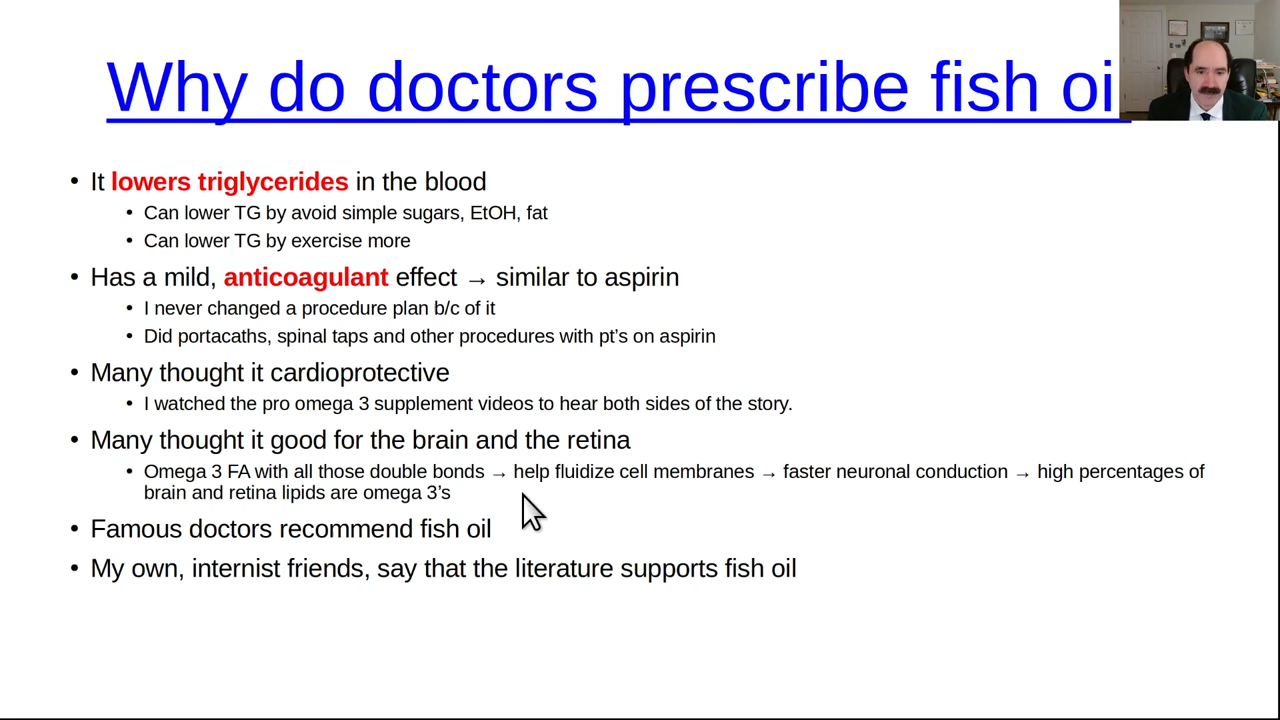 Why do doctors prescribe fish oi
• It lowers triglycerides in the blood
• Can lower TG by avoid simple sugars, EtOH, fat
• Can lower TG by exercise more
• Has a mild, anticoagulant effect → similar to aspirin
• I never changed a procedure plan b/c of it
• Did portacaths, spinal taps and other procedures with pt’s on aspirin
• Many thought it cardioprotective
• I watched the pro omega 3 supplement videos to hear both sides of the story.
• Many thought it good for the brain and the retina
• Omega 3 FA with all those double bonds → help fluidize cell membranes → faster neuronal conduction → high percentages of
brain and retina lipids are omega 3’s
• Famous doctors recommend fish oil
• My own, internist friends, say that the literature supports fish oil